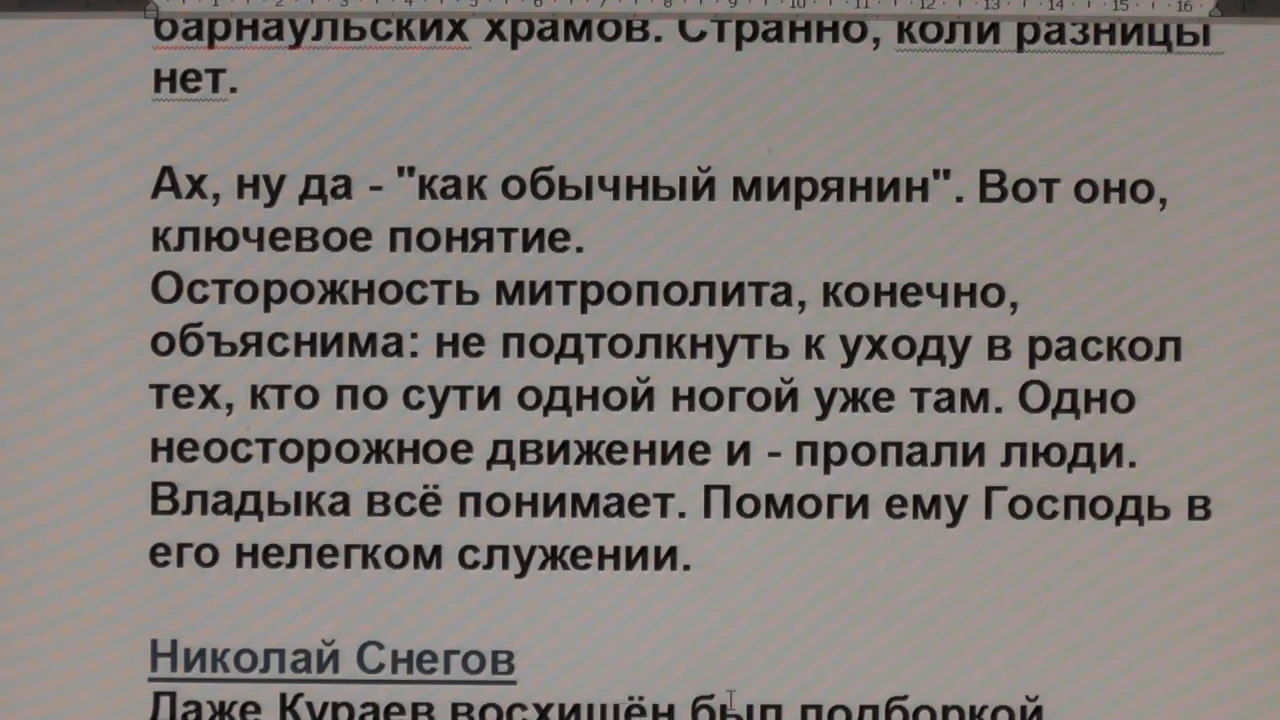 барнаульских храмов. Странно, коли разницы
нет.
Ах, ну да - "как обычный мирянин". Вот оно,
ключевое понятие.
Осторожность митрополита, конечно,
объяснима: не подтолкнуть к уходу в раскол
тех, кто по сути одной ногой уже там. Одно
неосторожное движение и - пропали люди.
Владыка всё понимает. Помоги ему Господь в
его нелегком служении.
Николай Снегов
Даже Кураев восхищён был подборкой